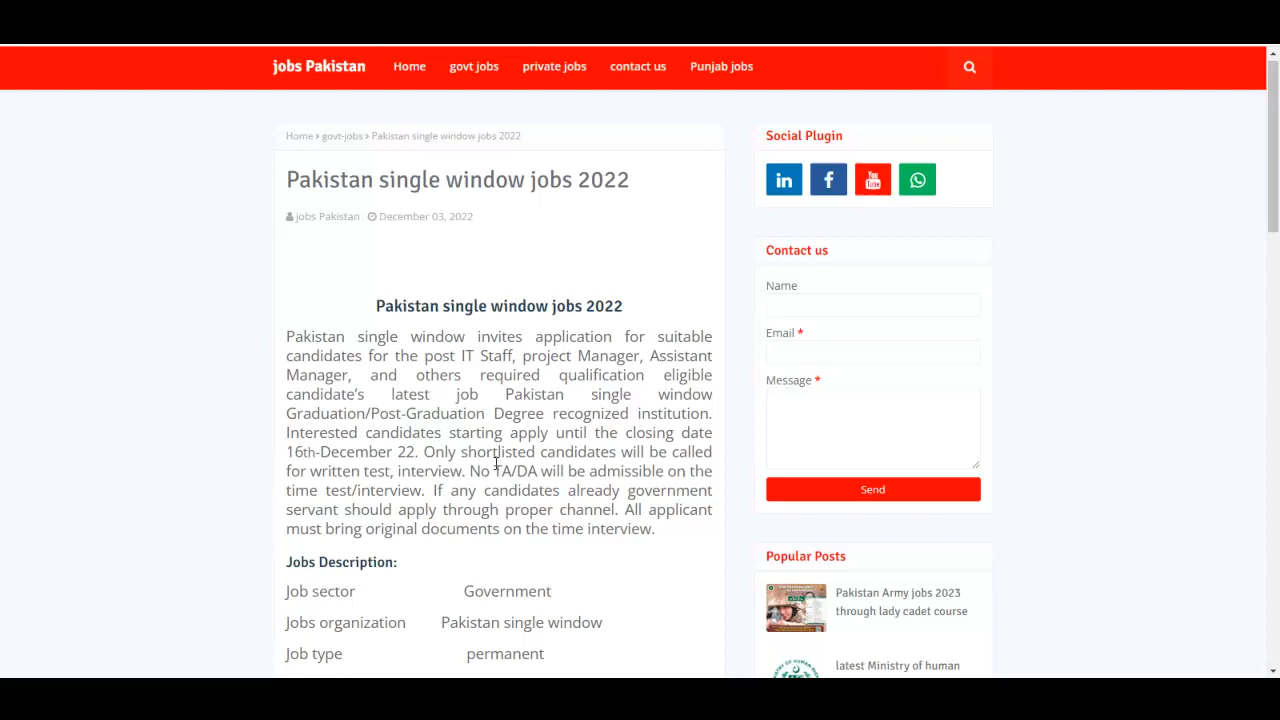 jobs Pakistan
Home
govt jobs
private jobs
contact us
Punjab jobs
Home > govt-jobs > Pakistan single window jobs 2022
Pakistan single window jobs 2022
jobs Pakistan December 03, 2022
Pakistan single window jobs 2022
Pakistan single window invites application for suitable
candidates for the post IT Staff, project Manager, Assistant
Manager, and others required qualification eligible
candidate's latest job Pakistan single window
Graduation/Post-Graduation Degree recognized institution.
Interested candidates starting apply until the closing date
16th-December 22. Only shortlisted candidates will be called
for written test, interview. No TA/DA will be admissible on the
time test/interview. If any candidates already government
servant should apply through proper channel. All applicant
must bring original documents on the time interview.
Jobs Description:
Job sector Government
Jobs organization Pakistan single window
Job type permanent
Social Plugin
in
f
You Tube
Contact us
Name
Email *
Message *
Send
Popular Posts
Pakistan Army jobs 2023
through lady cadet course
latest Ministry of human